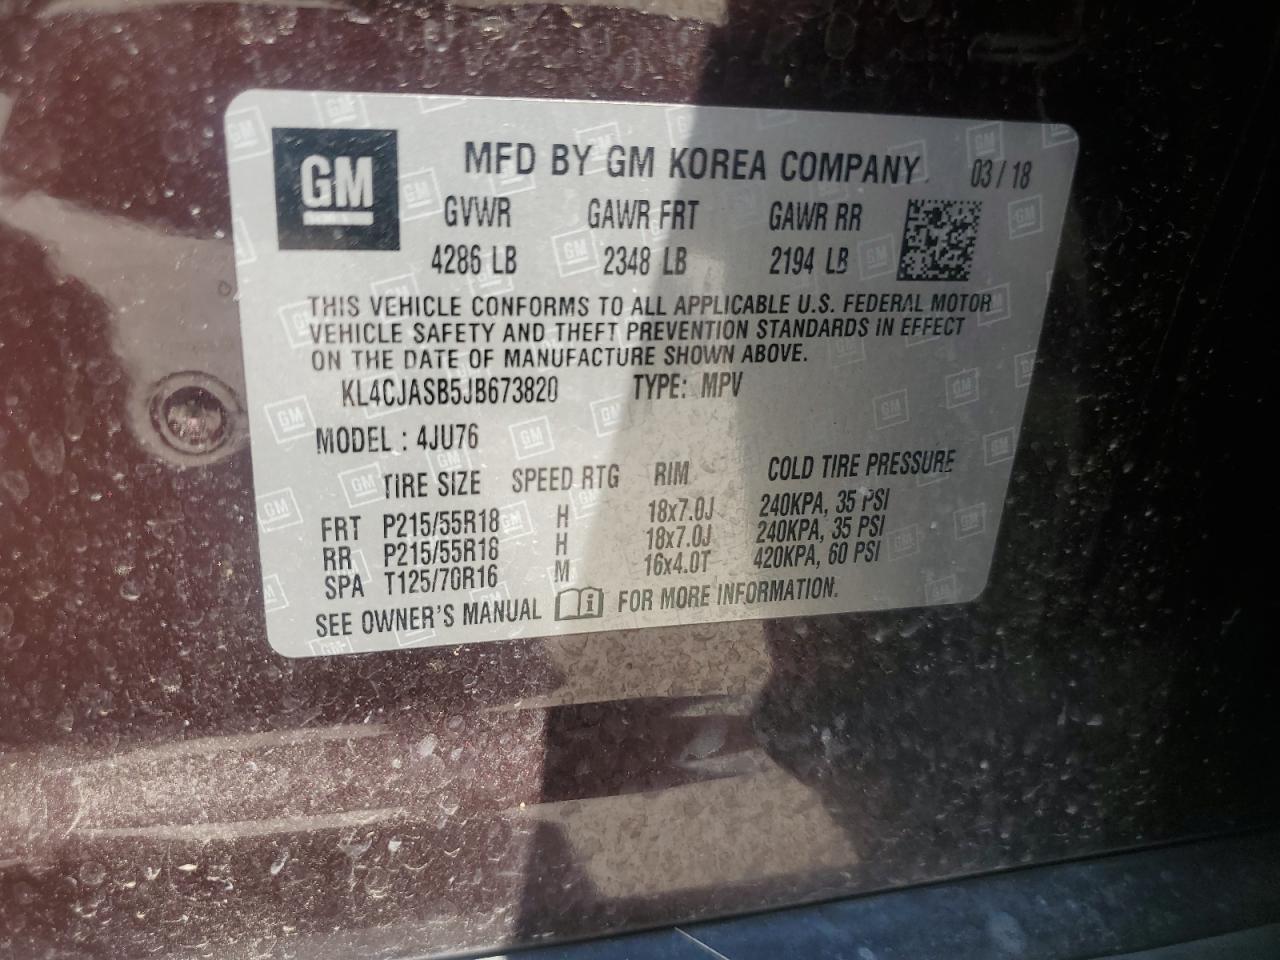 GM
MFD BY GM KOREA COMPANY 03/18
GVWR GAWR FRT GAWR RR
4286 LB 2348 LB 2194 LB
THIS VEHICLE CONFORMS TO ALL APPLICABLE U.S. FEDERAL MOTOR
VEHICLE SAFETY AND THEFT PREVENTION STANDARDS IN EFFECT
ON THE DATE OF MANUFACTURE SHOWN ABOVE.
KL4CJASB5JB673820 TYPE: MPV
MODEL : 4JU76
TIRE SIZE SPEED RTG RIM COLD TIRE PRESSURE
FRT P215/55R18 H 18x7.0J 240KPA, 35 PSI
RR P215/55R18 H 18x7.0J 240KPA, 35 PSI
SPA T125/70R16 M 16x4.0T 420KPA, 60 PSI
SEE OWNER'S MANUAL i FOR MORE INFORMATION.